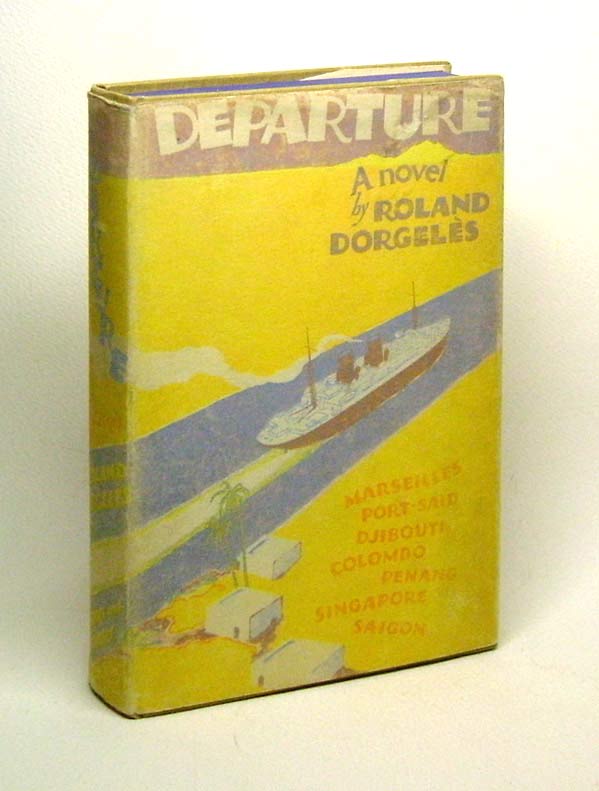 DEPARTURE
A novel
by ROLAND
DORGELÈS
MARSEILLES
PORT-SAID
DJIBOUTI
COLOMBO
PENANG
SINGAPORE
SAIGON